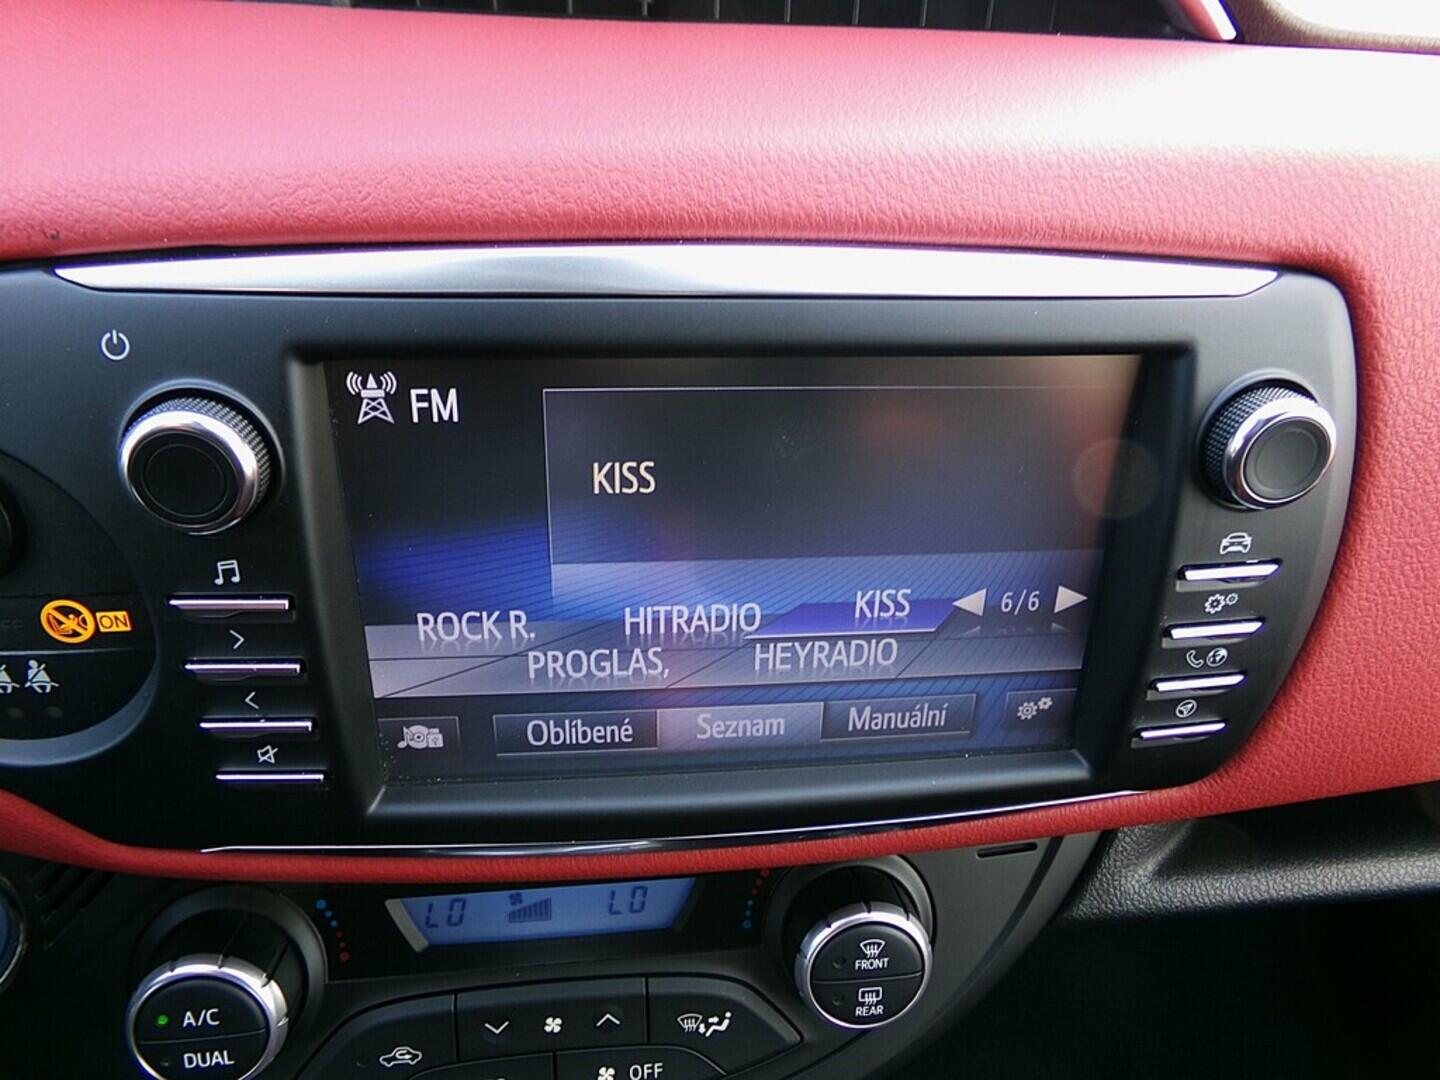 FM
KISS
ROCK R. HITRADIO KISS 6/6
PROGLAS, HEYRADIO
Oblíbené Seznam Manuální
ON
LO LO
A/C
DUAL
FRONT
REAR
OFF